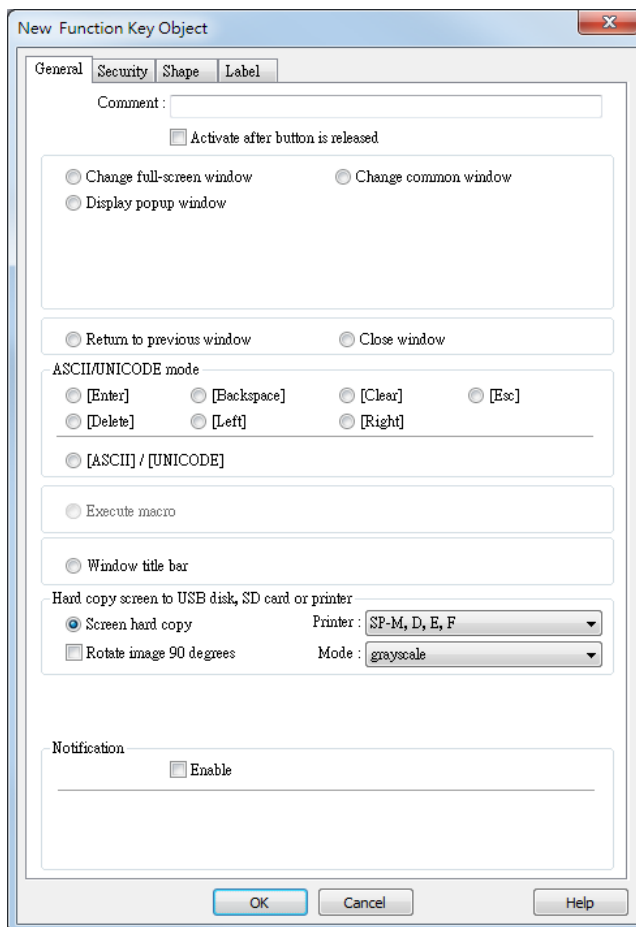 New Function Key Object
General Security Shape Label
Comment :
Activate after button is released
Change full-screen window Change common window
Display popup window
Return to previous window Close window
ASCII/UNICODE mode
[Enter] [Backspace] [Clear] [Esc]
[Delete] [Left] [Right]
[ASCII] / [UNICODE]
Execute macro
Window title bar
Hard copy screen to USB disk, SD card or printer
Screen hard copy Printer : SP-M, D, E, F
Rotate image 90 degrees Mode : grayscale
Notification
Enable
OK Cancel Help